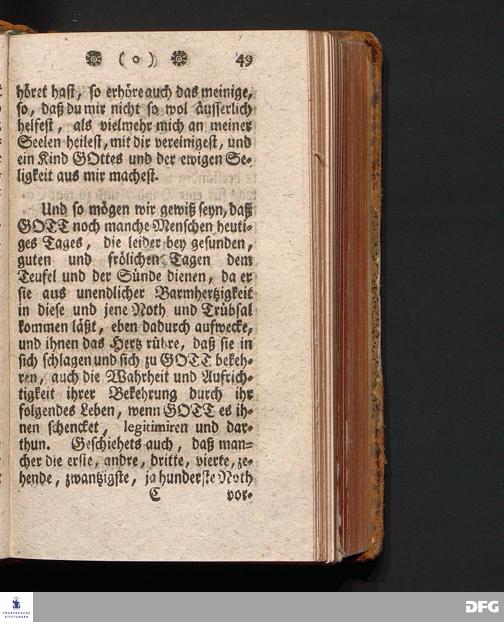 ( o ) 49
höret hast, so erhöre auch das meinige,
so, daß du mir nicht so wol äusserlich
helfest, als vielmehr mich an meiner
Seelen heilest, mit dir vereinigest, und
ein Kind GOttes und der ewigen Se-
ligkeit aus mir machest.
Und so mögen wir gewiß seyn, daß
GOTT noch manche Menschen heuti-
ges Tages, die leider bey gesunden,
guten und frölichen Tagen dem
Teufel und der Sünde dienen, da er
sie aus unendlicher Barmhertzigkeit
in diese und jene Noth und Trübsal
kommen läßt, eben dadurch aufwecke,
und ihnen das Hertz rühre, daß sie in
sich schlagen und sich zu GOTT bekeh-
ren, auch die Wahrheit und Aufrich-
tigkeit ihrer Bekehrung durch ihr
folgendes Leben, wenn GOTT es ih-
nen schencket, legitimiren und dar-
thun. Geschiehets auch, daß man-
cher die erste, andre, dritte, vierte, ze-
hende, zwantzigste, ja hunderste Noth
C vor-
FRANCKESCHE
STIFTUNGEN
DFG